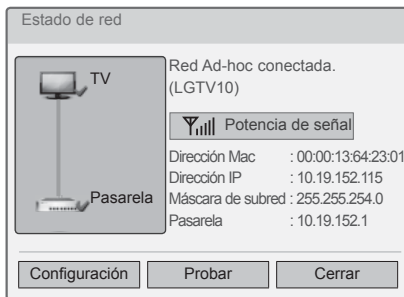 Estado de red
TV
Pasarela
Red Ad-hoc conectada.
(LGTV10)
Potencia de señal
Dirección Mac : 00:00:13:64:23:01
Dirección IP : 10.19.152.115
Máscara de subred : 255.255.254.0
Pasarela : 10.19.152.1
Configuración
Probar
Cerrar